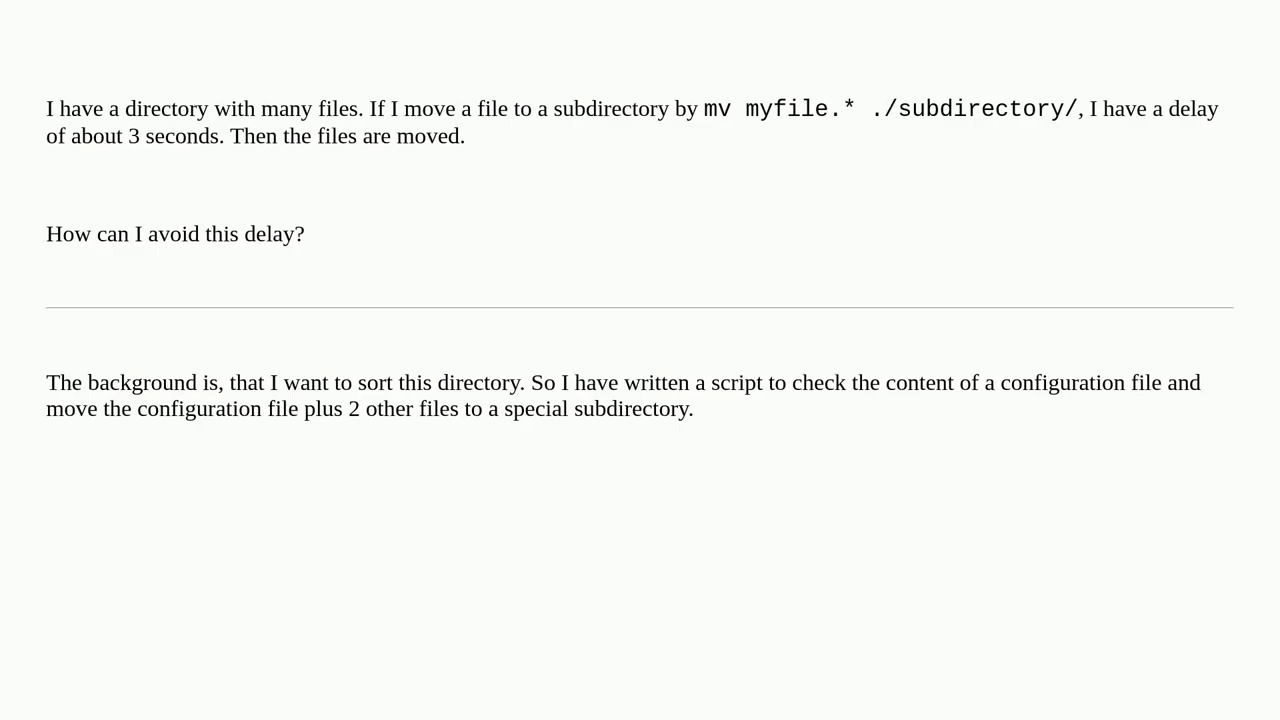 I have a directory with many files. If I move a file to a subdirectory by mv myfile.* ./subdirectory/, I have a delay
of about 3 seconds. Then the files are moved.
How can I avoid this delay?
The background is, that I want to sort this directory. So I have written a script to check the content of a configuration file and
move the configuration file plus 2 other files to a special subdirectory.